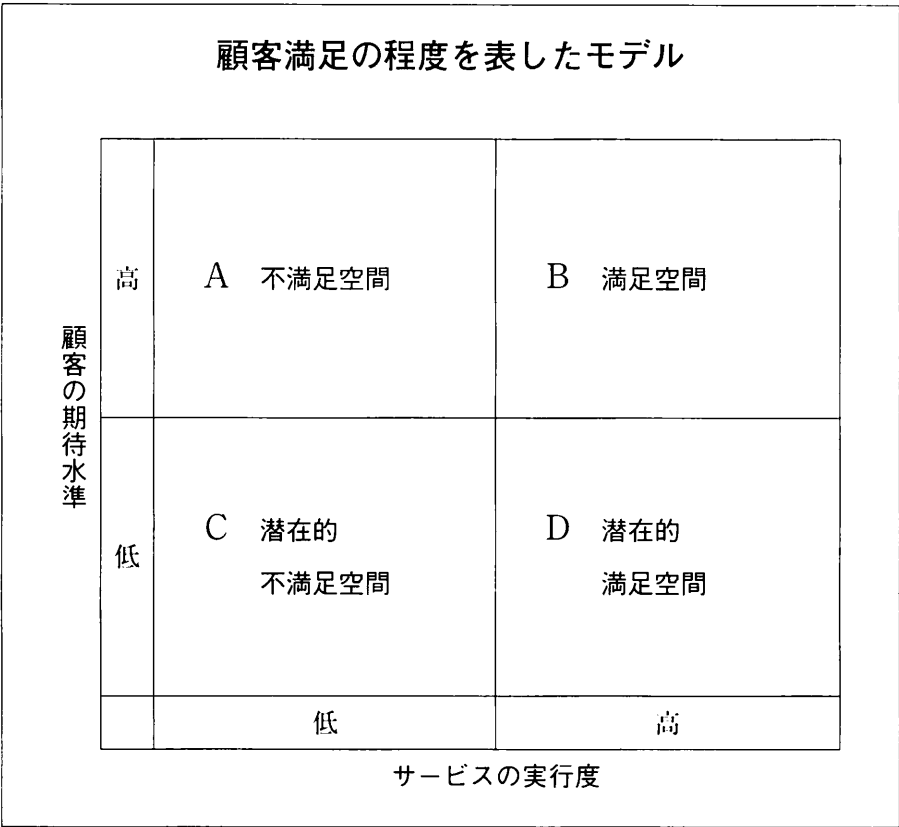 顧客満足の程度を表したモデル
顧客の期待水準
高
A 不満足空間
B 満足空間
低
C 潜在的
不満足空間
D 潜在的
満足空間
低
高
サービスの実行度